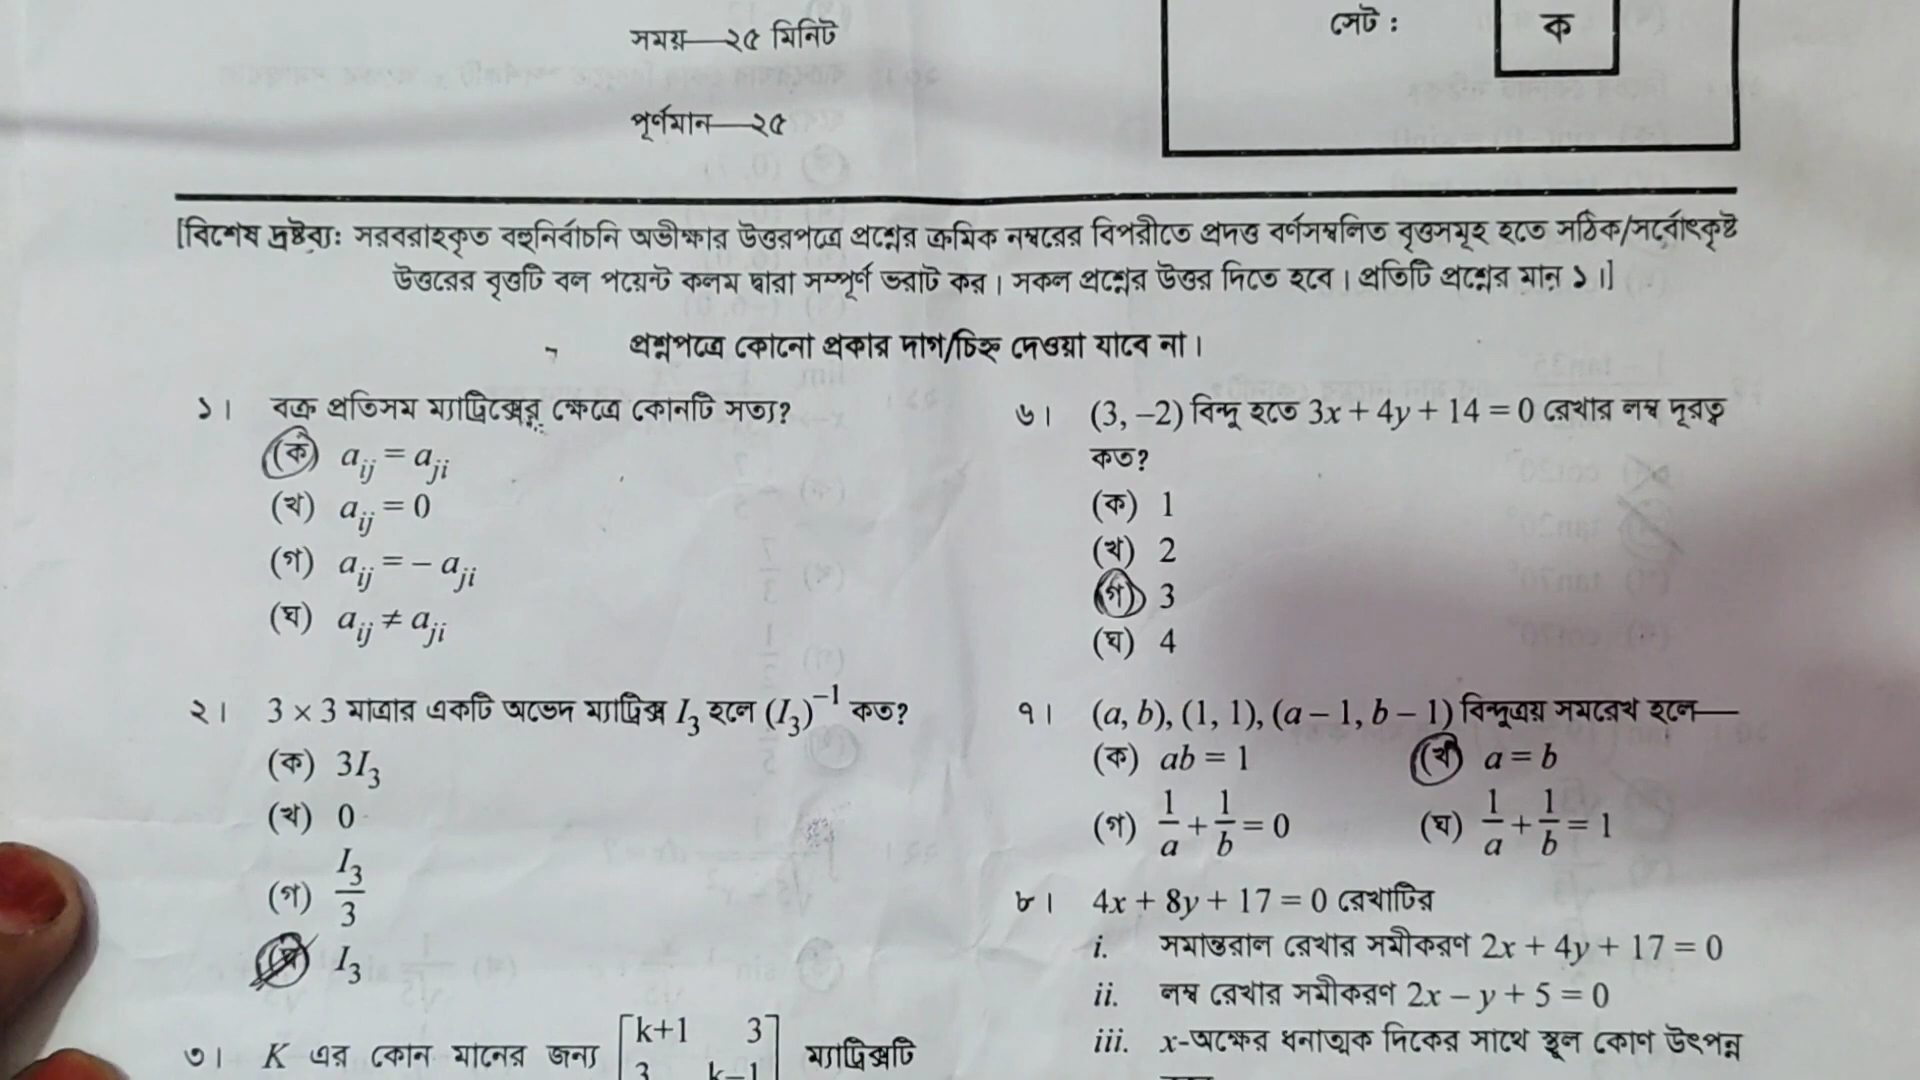 সময়—২৫ মিনিট
সেট : ক
পূর্ণমান—২৫
[বিশেষ দ্রষ্টব্য: সরবরাহকৃত বহুনির্বাচনি অভীক্ষার উত্তরপত্রে প্রশ্নের ক্রমিক নম্বরের বিপরীতে প্রদত্ত বর্ণসম্বলিত বৃত্তসমূহ হতে সঠিক/সর্বোৎকৃষ্ট
উত্তরের বৃত্তটি বল পয়েন্ট কলম দ্বারা সম্পূর্ণ ভরাট কর। সকল প্রশ্নের উত্তর দিতে হবে। প্রতিটি প্রশ্নের মান ১।]
প্রশ্নপত্রে কোনো প্রকার দাগ/চিহ্ন দেওয়া যাবে না।
১। বক্র প্রতিসম ম্যাট্রিক্সের ক্ষেত্রে কোনটি সত্য?
(ক) a_ij = a_ji
(খ) a_ij = 0
(গ) a_ij = – a_ji
(ঘ) a_ij ≠ a_ji
২। 3 × 3 মাত্রার একটি অভেদ ম্যাট্রিক্স I₃ হলে (I₃)⁻¹ কত?
(ক) 3I₃
(খ) 0
(গ) I₃/3
(ঘ) I₃
৩। K এর কোন মানের জন্য [k+1 3
3 k–1] ম্যাট্রিক্সটি
৬। (3, –2) বিন্দু হতে 3x + 4y + 14 = 0 রেখার লম্ব দূরত্ব
কত?
(ক) 1
(খ) 2
(গ) 3
(ঘ) 4
৭। (a, b), (1, 1), (a – 1, b – 1) বিন্দুত্রয় সমরেখ হলে—
(ক) ab = 1 (খ) a = b
(গ) 1/a + 1/b = 0 (ঘ) 1/a + 1/b = 1
৮। 4x + 8y + 17 = 0 রেখাটির
i. সমান্তরাল রেখার সমীকরণ 2x + 4y + 17 = 0
ii. লম্ব রেখার সমীকরণ 2x – y + 5 = 0
iii. x-অক্ষের ধনাত্মক দিকের সাথে স্থূল কোণ উৎপন্ন